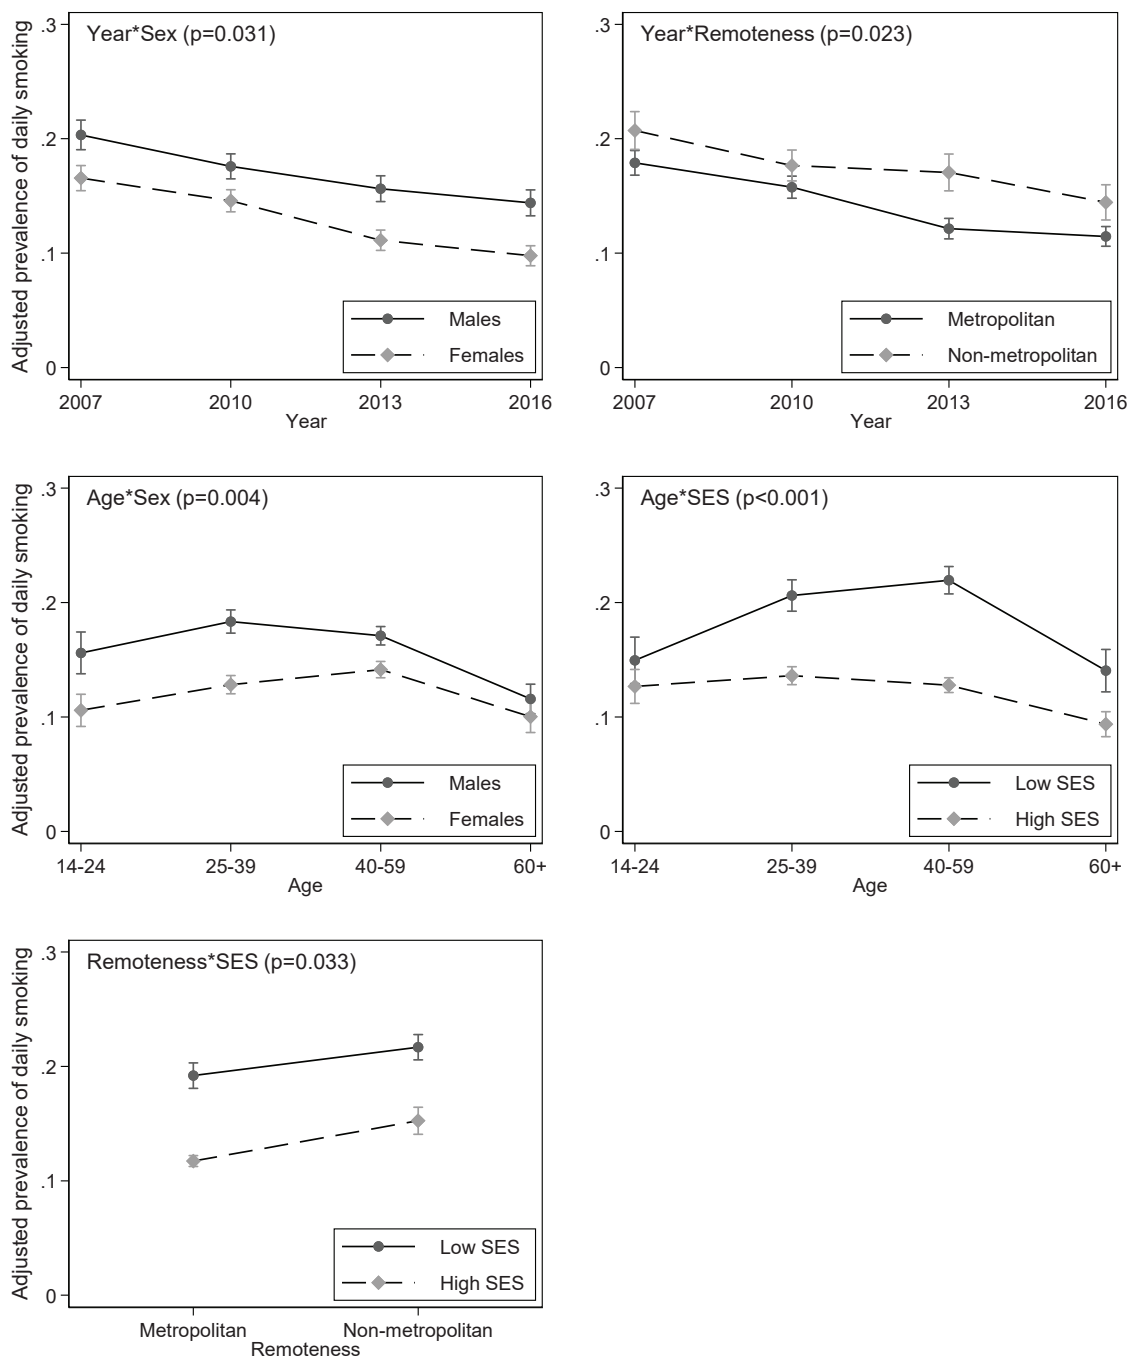 Year*Sex (p=0.031)
Adjusted prevalence of daily smoking
.3
.2
.1
0
Males
Females
2007 2010 2013 2016
Year
Year*Remoteness (p=0.023)
.3
.2
.1
0
Metropolitan
Non-metropolitan
2007 2010 2013 2016
Year
Age*Sex (p=0.004)
Adjusted prevalence of daily smoking
.3
.2
.1
0
Males
Females
14-24 25-39 40-59 60+
Age
Age*SES (p<0.001)
.3
.2
.1
0
Low SES
High SES
14-24 25-39 40-59 60+
Age
Remoteness*SES (p=0.033)
Adjusted prevalence of daily smoking
.3
.2
.1
0
Low SES
High SES
Metropolitan Non-metropolitan
Remoteness